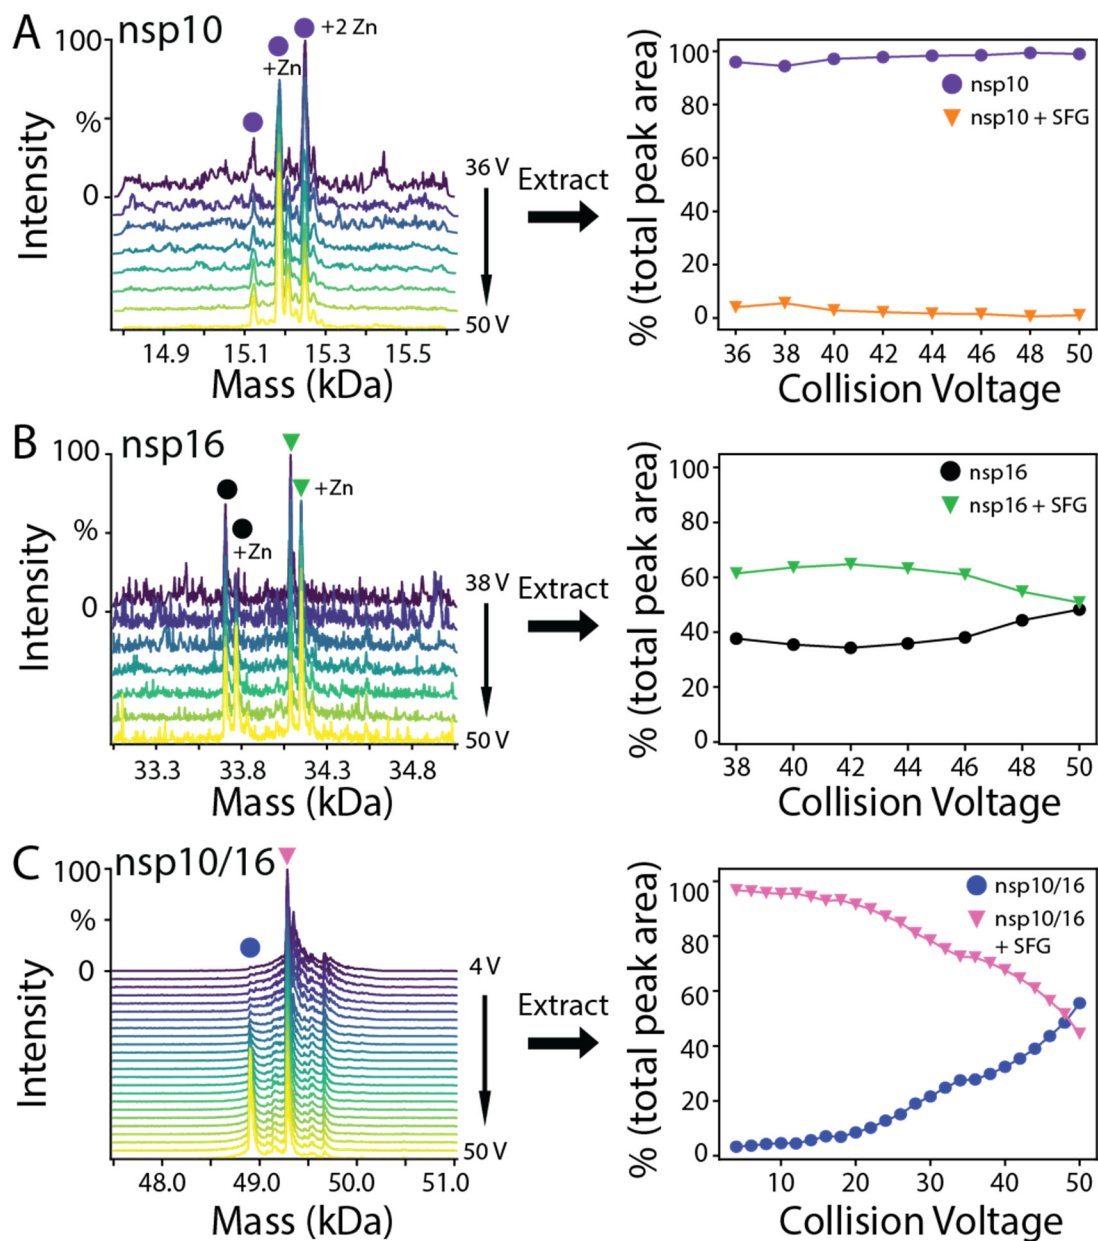 A nsp10
100
%
0
Intensity
+Zn
+2 Zn
36 V
50 V
14.9 15.1 15.3 15.5
Mass (kDa)
Extract
% (total peak area)
100
80
60
40
20
0
nsp10
nsp10 + SFG
36 38 40 42 44 46 48 50
Collision Voltage
B nsp16
100
%
0
Intensity
+Zn
+Zn
38 V
50 V
33.3 33.8 34.3 34.8
Mass (kDa)
Extract
% (total peak area)
100
80
60
40
20
0
nsp16
nsp16 + SFG
38 40 42 44 46 48 50
Collision Voltage
C nsp10/16
100
%
0
Intensity
4 V
50 V
48.0 49.0 50.0 51.0
Mass (kDa)
Extract
% (total peak area)
100
80
60
40
20
0
nsp10/16
nsp10/16
+ SFG
10 20 30 40 50
Collision Voltage